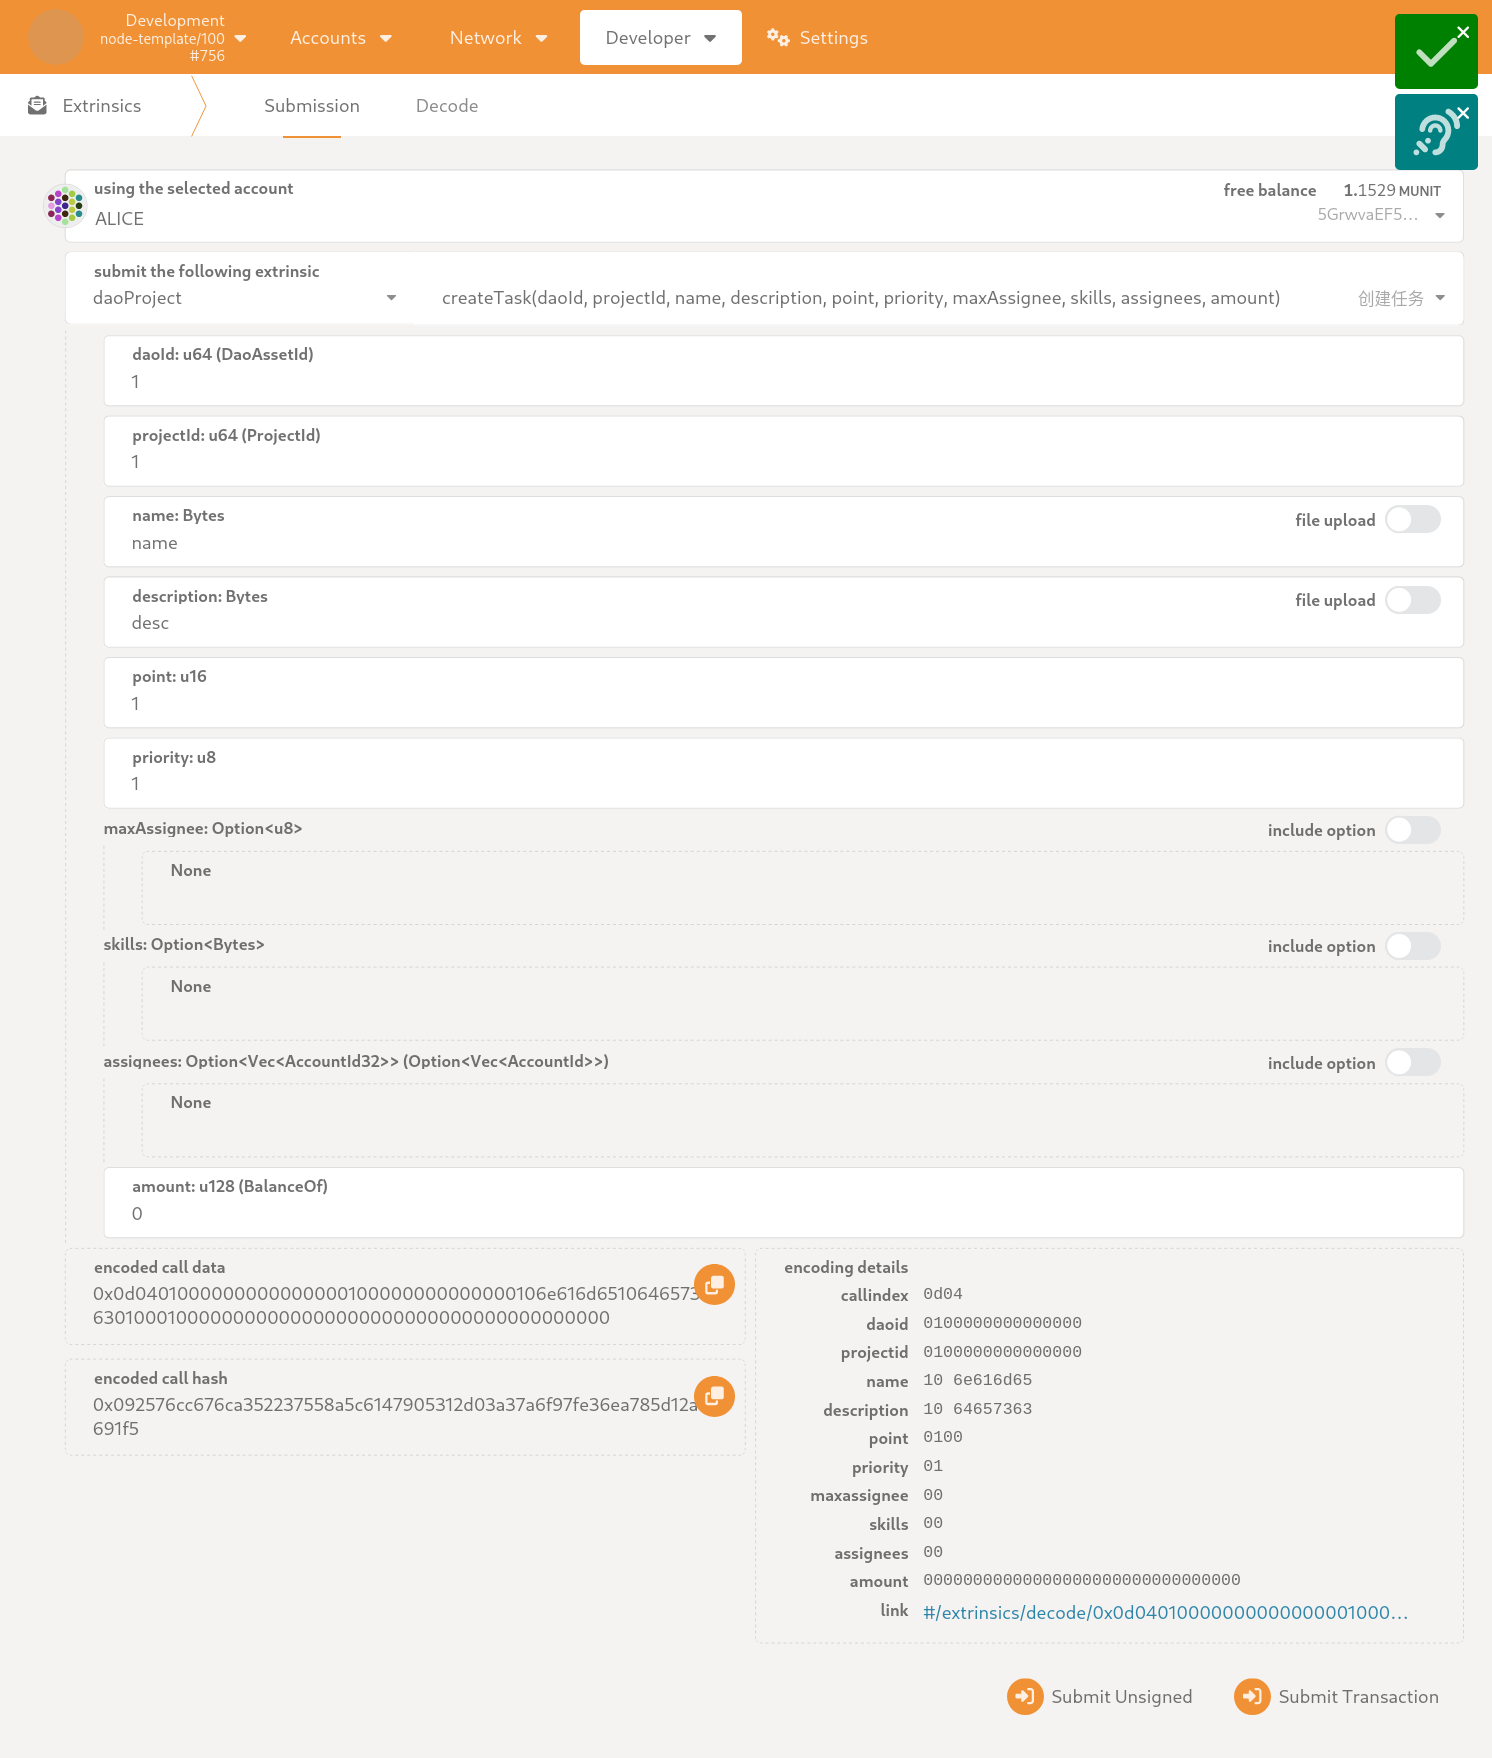 Development
node-template/100
#756
Accounts
Network
Developer
Settings
Extrinsics
Submission
Decode
using the selected account
ALICE
free balance 1.1529 MUNIT
5GrwvaEF5...
submit the following extrinsic
daoProject
createTask(daoId, projectId, name, description, point, priority, maxAssignee, skills, assignees, amount)
创建任务
daoId: u64 (DaoAssetId)
1
projectId: u64 (ProjectId)
1
name: Bytes
name
file upload
description: Bytes
desc
file upload
point: u16
1
priority: u8
1
maxAssignee: Option<u8>
include option
None
skills: Option<Bytes>
include option
None
assignees: Option<Vec<AccountId32>> (Option<Vec<AccountId>>)
include option
None
amount: u128 (BalanceOf)
0
encoded call data
0x0d0401000000000000000100000000000000106e616d651064657
63010001000000000000000000000000000000000000000
encoded call hash
0x092576cc676ca352237558a5c6147905312d03a37a6f97fe36ea785d12a
691f5
encoding details
callindex 0d04
daoid 0100000000000000
projectid 0100000000000000
name 10 6e616d65
description 10 64657363
point 0100
priority 01
maxassignee 00
skills 00
assignees 00
amount 00000000000000000000000000000000
link #/extrinsics/decode/0x0d04010000000000000001000...
Submit Unsigned
Submit Transaction